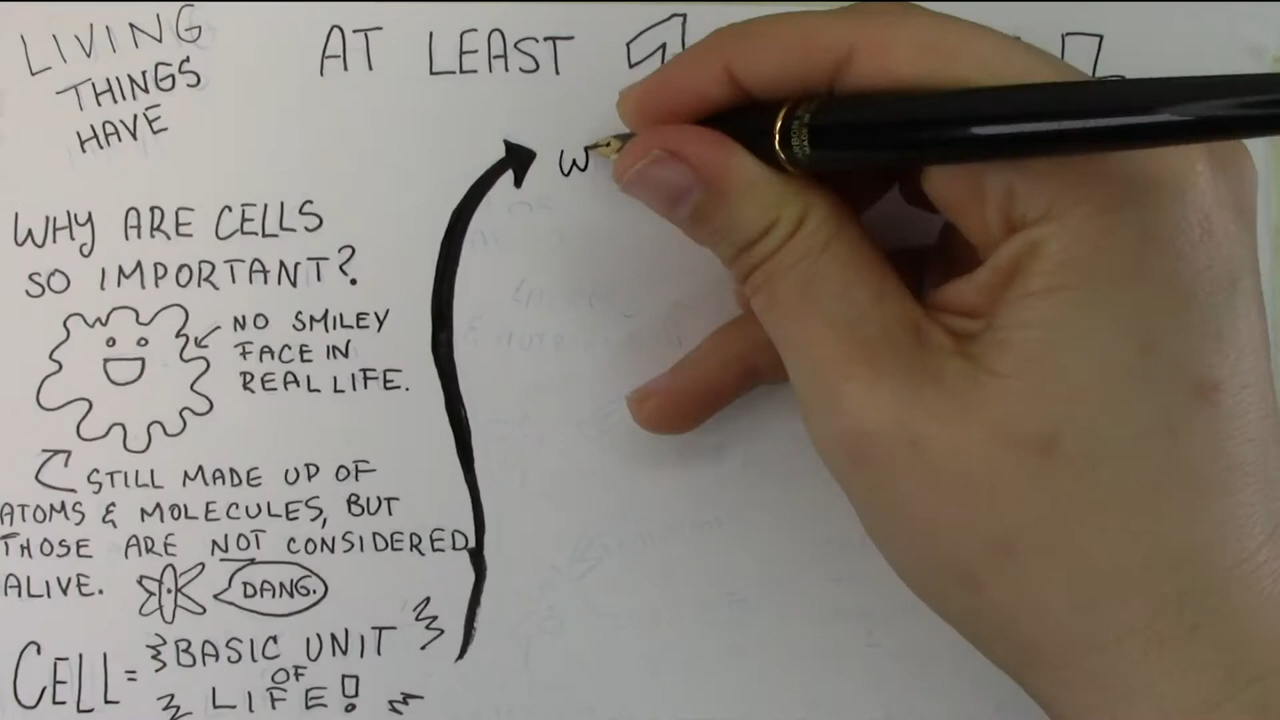 LIVING
THINGS
HAVE
AT LEAST
W
WHY ARE CELLS
SO IMPORTANT?
NO SMILEY
FACE IN
REAL LIFE.
STILL MADE UP OF
ATOMS & MOLECULES, BUT
THOSE ARE NOT CONSIDERED
ALIVE.
DANG.
CELL = BASIC UNIT
OF
LIFE!